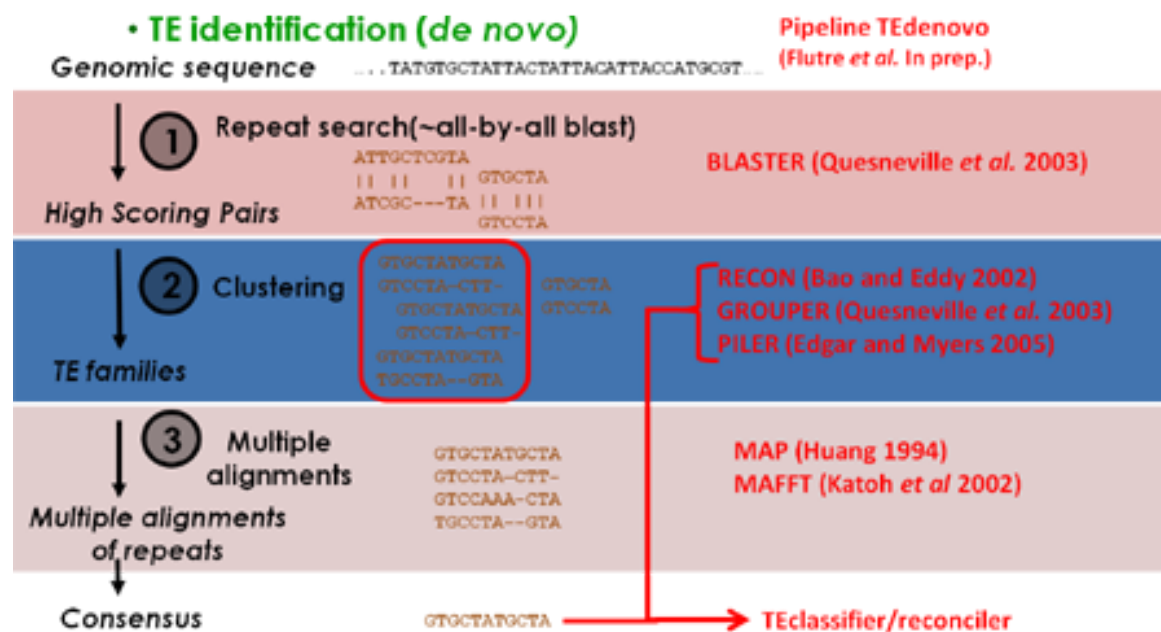 • TE identification (de novo)
Pipeline TEdenovo
(Flutre et al. In prep.)
Genomic sequence ....TATGTGCTATTACTATTACATTACCATGCGT....
1 Repeat search(~all-by-all blast)
ATTGCTCGTA
GTGCTA
ATCGC---TA
GTCCTA
BLASTER (Quesneville et al. 2003)
High Scoring Pairs
2 Clustering
GTGCTATGCTA
GTCCTA-CTT- GTGCTA
GTGCTATGCTA GTCCTA
GTCCTA-CTT-
GTGCTATGCTA
TGCCTA--GTA
RECON (Bao and Eddy 2002)
GROUPER (Quesneville et al. 2003)
PILER (Edgar and Myers 2005)
TE families
3 Multiple
alignments
GTGCTATGCTA
GTCCTA-CTT-
GTCCAAA-CTA
TGCCTA--GTA
MAP (Huang 1994)
MAFFT (Katoh et al 2002)
Multiple alignments
of repeats
Consensus GTGCTATGCTA TEclassifier/reconciler